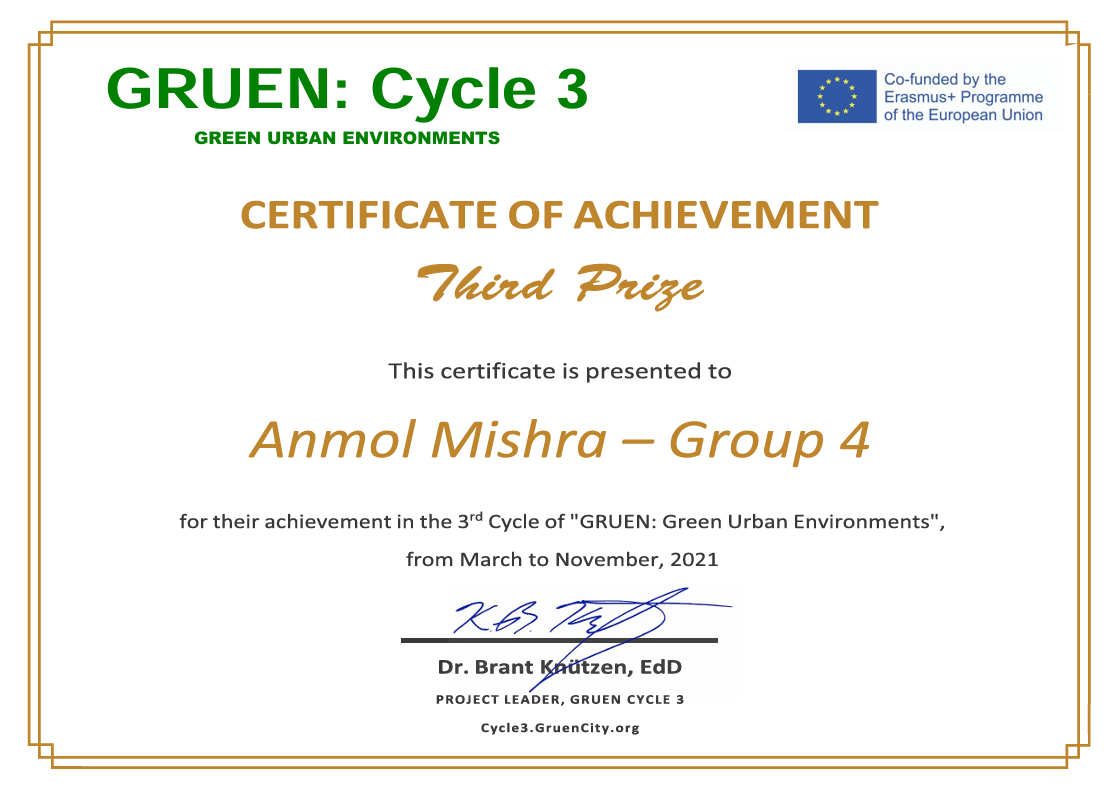 GRUEN: Cycle 3
GREEN URBAN ENVIRONMENTS
Co-funded by the
Erasmus+ Programme
of the European Union
CERTIFICATE OF ACHIEVEMENT
Third Prize
This certificate is presented to
Anmol Mishra – Group 4
for their achievement in the 3rd Cycle of "GRUEN: Green Urban Environments",
from March to November, 2021
Dr. Brant Knützen, EdD
PROJECT LEADER, GRUEN CYCLE 3
Cycle3.GruenCity.org